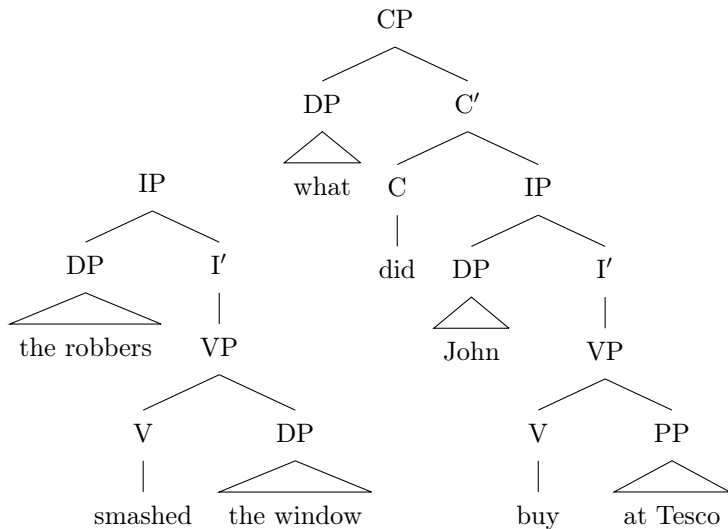 CP
DP C′
what C IP
did DP I′
John VP
V PP
buy at Tesco
IP
DP I′
the robbers VP
V DP
smashed the window